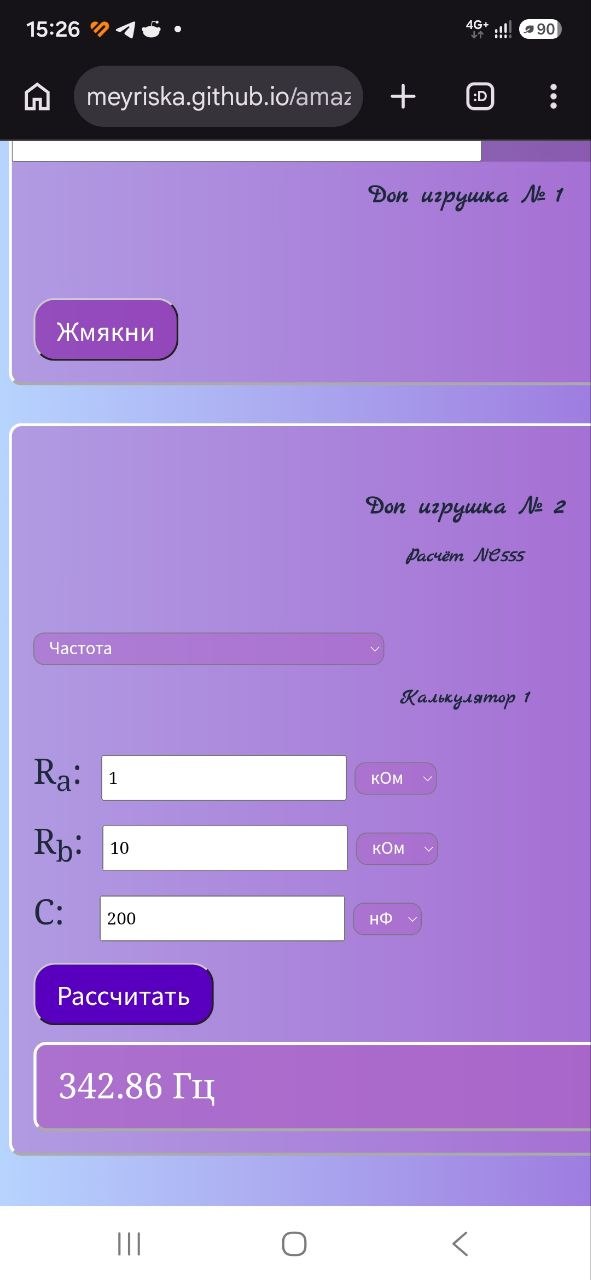 15:26 4G+ 90
meyriska.github.io/amaz :D
Доп игрушка № 1
Жмякни
Доп игрушка № 2
Расчёт NE555
Частота
Калькулятор 1
Ra: 1 кОм
Rb: 10 кОм
C: 200 нФ
Рассчитать
342.86 Гц